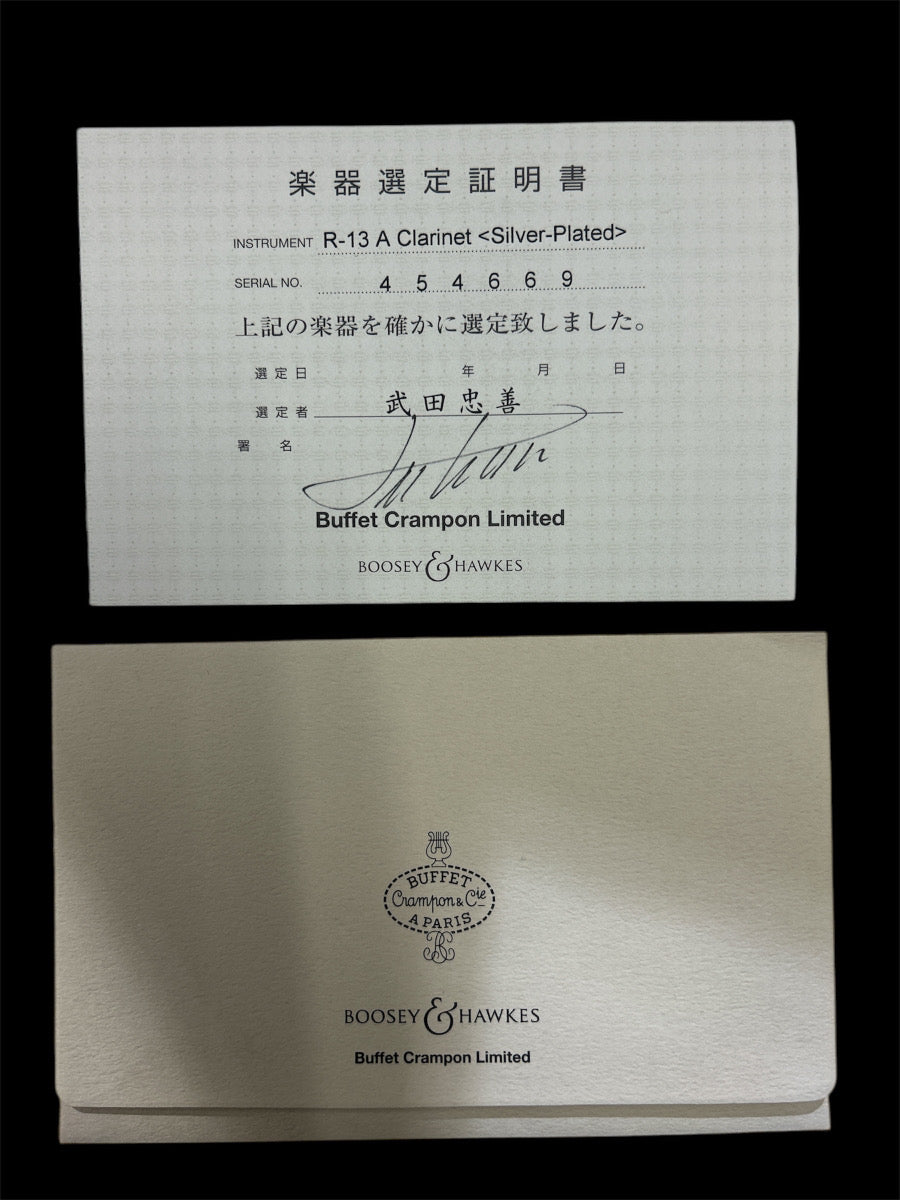 楽器選定証明書
INSTRUMENT R-13 A Clarinet <Silver-Plated>
SERIAL NO. 454669
上記の楽器を確かに選定致しました。
選定日 年 月 日
選定者 武田忠善
署名
Buffet Crampon Limited
BOOSEY & HAWKES
BUFFET
Crampon & Cie
A PARIS
BC
BOOSEY & HAWKES
Buffet Crampon Limited